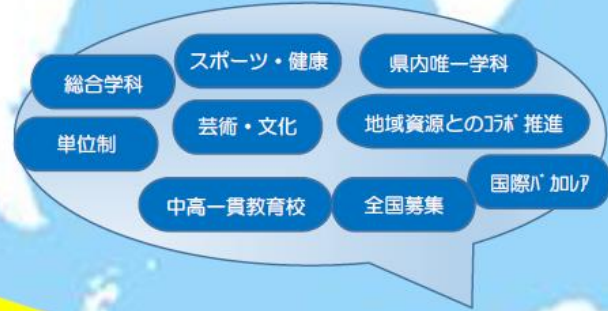 総合学科
スポーツ・健康
県内唯一学科
単位制
芸術・文化
地域資源とのｺﾗﾎﾞ推進
中高一貫教育校
全国募集
国際ﾊﾞｶﾛﾚｱ